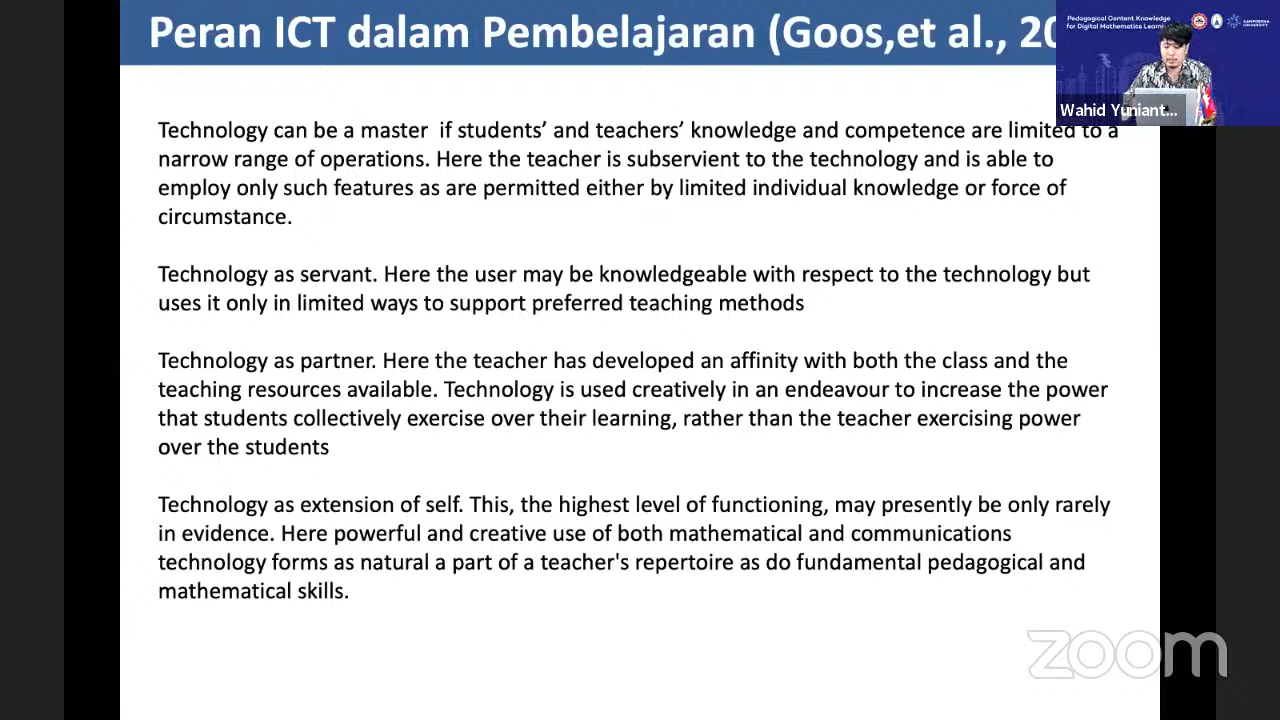 Peran ICT dalam Pembelajaran (Goos,et al., 20
Pedagogical Content Knowledge
for Digital Mathematics Learni
SAMPOERNA
UNIVERSITY
Wahid Yuniant...
Technology can be a master if students’ and teachers’ knowledge and competence are limited to a
narrow range of operations. Here the teacher is subservient to the technology and is able to
employ only such features as are permitted either by limited individual knowledge or force of
circumstance.
Technology as servant. Here the user may be knowledgeable with respect to the technology but
uses it only in limited ways to support preferred teaching methods
Technology as partner. Here the teacher has developed an affinity with both the class and the
teaching resources available. Technology is used creatively in an endeavour to increase the power
that students collectively exercise over their learning, rather than the teacher exercising power
over the students
Technology as extension of self. This, the highest level of functioning, may presently be only rarely
in evidence. Here powerful and creative use of both mathematical and communications
technology forms as natural a part of a teacher's repertoire as do fundamental pedagogical and
mathematical skills.
zoom